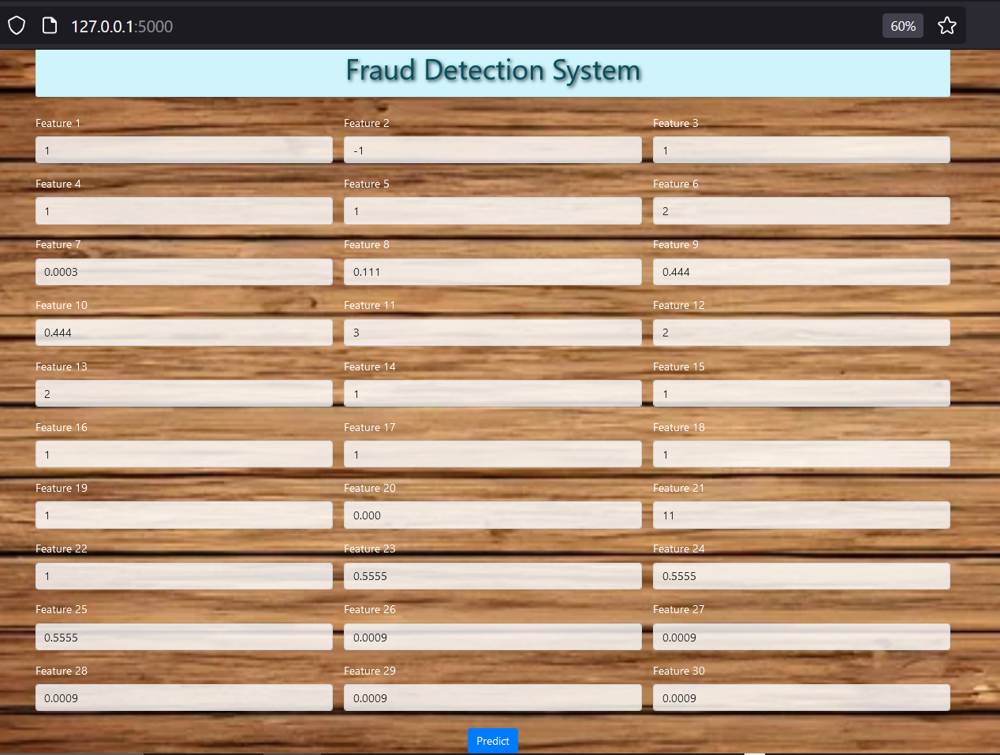 127.0.0.1:5000 60%
Fraud Detection System
Feature 1 Feature 2 Feature 3
1 -1 1
Feature 4 Feature 5 Feature 6
1 1 2
Feature 7 Feature 8 Feature 9
0.0003 0.111 0.444
Feature 10 Feature 11 Feature 12
0.444 3 2
Feature 13 Feature 14 Feature 15
2 1 1
Feature 16 Feature 17 Feature 18
1 1 1
Feature 19 Feature 20 Feature 21
1 0.000 11
Feature 22 Feature 23 Feature 24
1 0.5555 0.5555
Feature 25 Feature 26 Feature 27
0.5555 0.0009 0.0009
Feature 28 Feature 29 Feature 30
0.0009 0.0009 0.0009
Predict